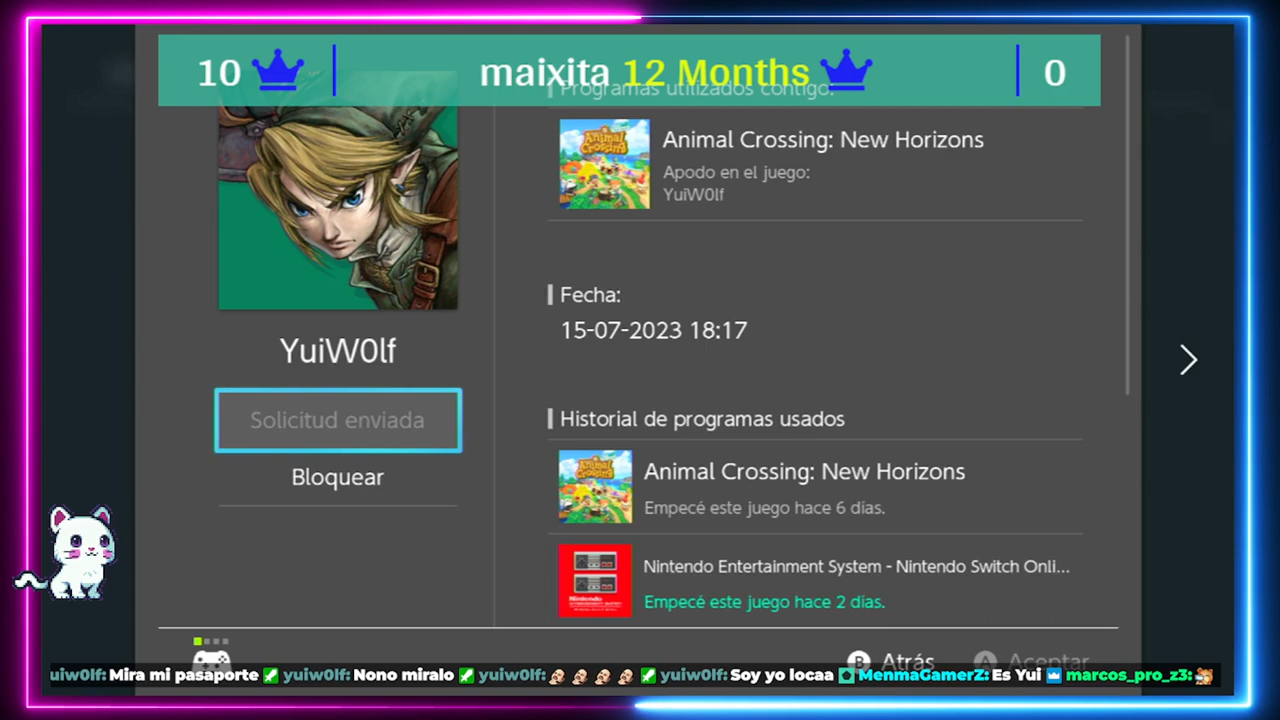 10 maixita 12 Months 0
Programas utilizados contigo:
Animal Crossing: New Horizons
Apodo en el juego:
YuiW0lf
Fecha:
15-07-2023 18:17
YuiW0lf
Solicitud enviada
Bloquear
Historial de programas usados
Animal Crossing: New Horizons
Empecé este juego hace 6 días.
Nintendo Entertainment System - Nintendo Switch Onli...
Empecé este juego hace 2 días.
B Atrás A Aceptar
uiw0lf: Mira mi pasaporte yuiw0lf: Nono miralo yuiw0lf: yuiw0lf: Soy yo locaa MenmaGamerZ: Es Yui marcos_pro_z3: